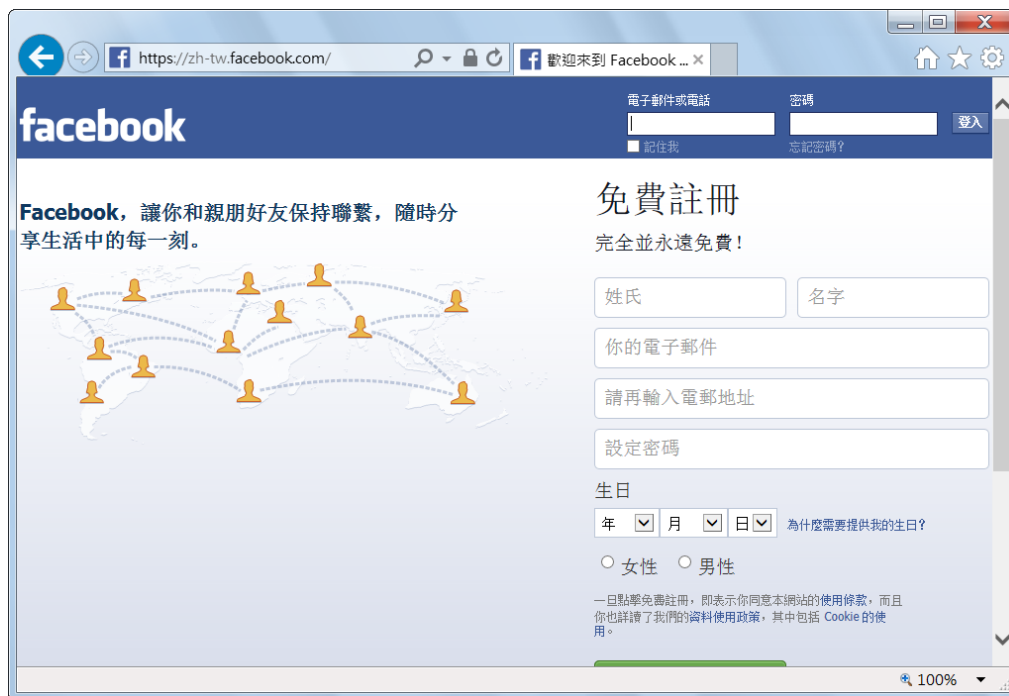 https://zh-tw.facebook.com/
歡迎來到 Facebook ...
facebook
電子郵件或電話
密碼
登入
記住我
忘記密碼?
Facebook，讓你和親朋好友保持聯繫，隨時分
享生活中的每一刻。
免費註冊
完全並永遠免費！
姓氏
名字
你的電子郵件
請再輸入電郵地址
設定密碼
生日
年
月
日
為什麼需要提供我的生日?
女性
男性
一旦點擊免費註冊，即表示你同意本網站的使用條款，而且
你也詳讀了我們的資料使用政策，其中包括 Cookie 的使
用。
100%